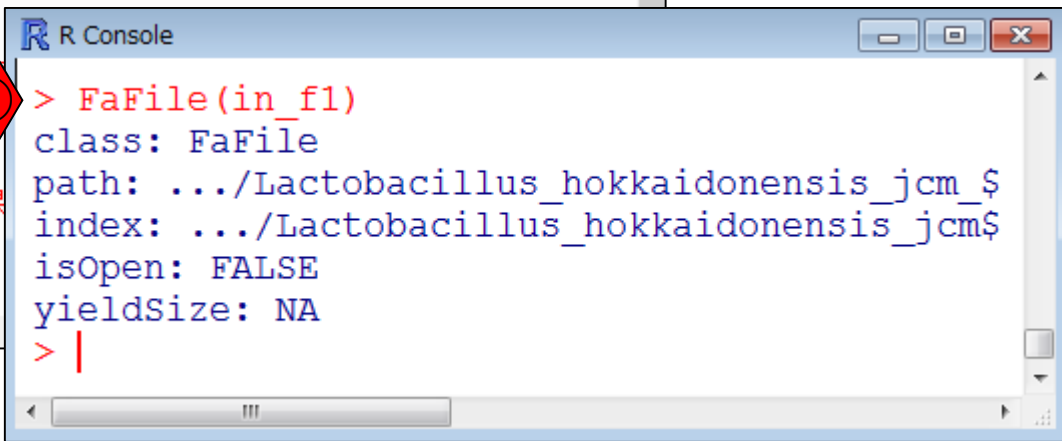 R Console
> FaFile(in_f1)
class: FaFile
path: .../Lactobacillus_hokkaidonensis_jcm_$
index: .../Lactobacillus_hokkaidonensis_jcm$
isOpen: FALSE
yieldSize: NA
>